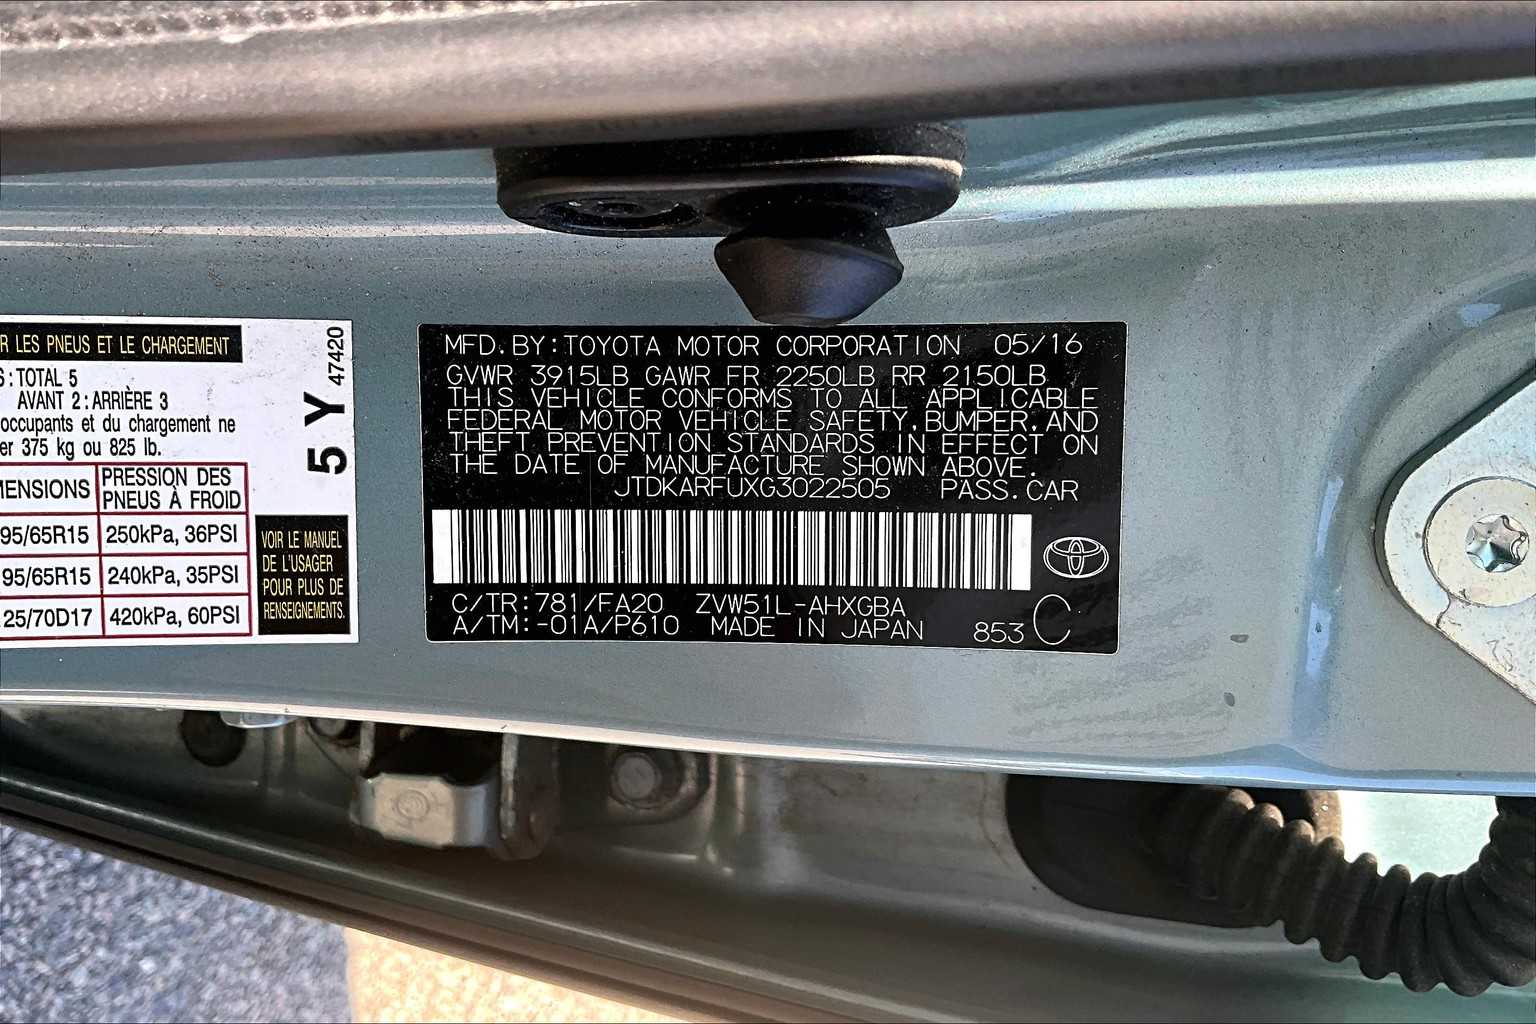 R LES PNEUS ET LE CHARGEMENT
S: TOTAL 5
AVANT 2: ARRIÈRE 3
occupants et du chargement ne
er 375 kg ou 825 lb.
MENSIONS PRESSION DES PNEUS À FROID
95/65R15 250kPa, 36PSI
95/65R15 240kPa, 35PSI
25/70D17 420kPa, 60PSI
5 Y 47420
VOIR LE MANUEL
DE L'USAGER
POUR PLUS DE
RENSEIGNEMENTS.
MFD. BY: TOYOTA MOTOR CORPORATION 05/16
GVWR 3915LB GAWR FR 2250LB RR 2150LB
THIS VEHICLE CONFORMS TO ALL APPLICABLE
FEDERAL MOTOR VEHICLE SAFETY, BUMPER, AND
THEFT PREVENTION STANDARDS IN EFFECT ON
THE DATE OF MANUFACTURE SHOWN ABOVE.
JTDKARFUXG3022505 PASS. CAR
C/TR: 781/FA20 ZVW51L-AHXGBA
A/TM: -01A/P610 MADE IN JAPAN 853 C